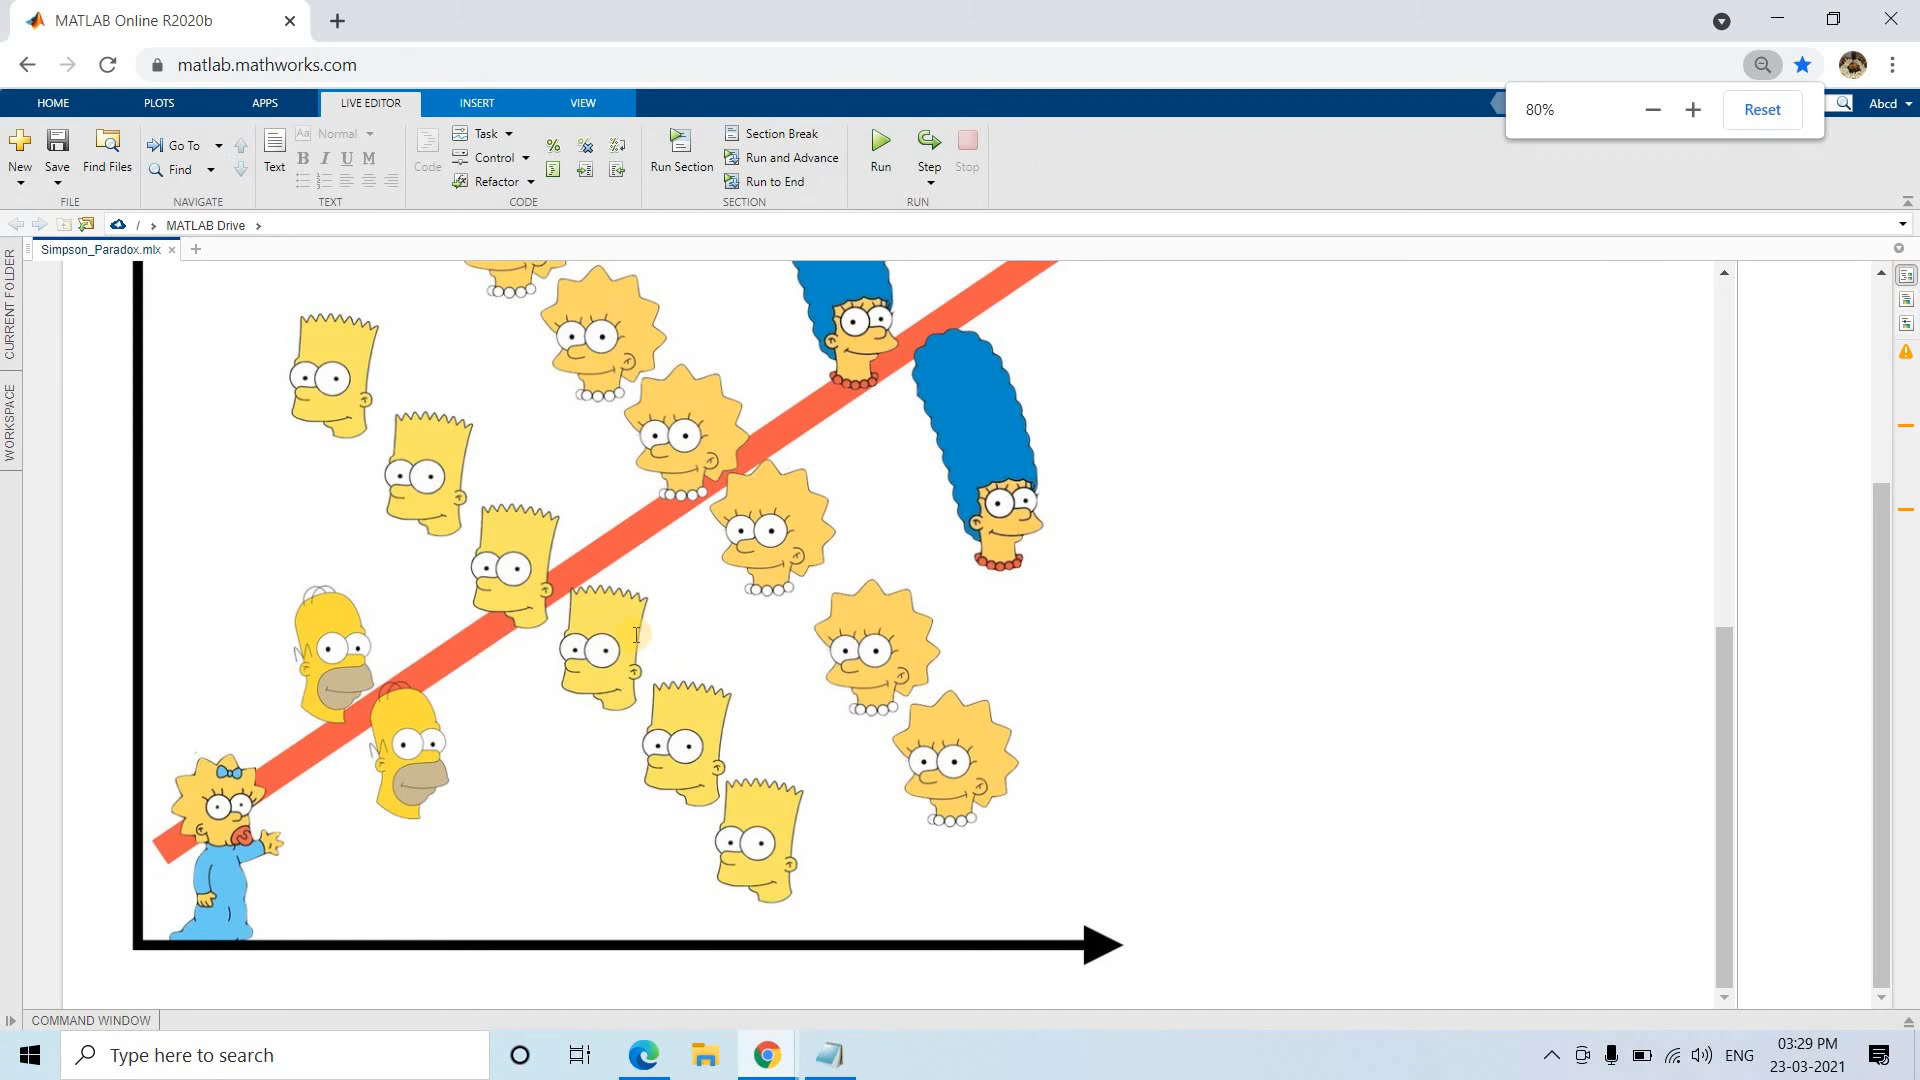 MATLAB Online R2020b
matlab.mathworks.com
80%
Reset
HOME
PLOTS
APPS
LIVE EDITOR
INSERT
VIEW
Abcd
New
Save
Find Files
Go To
Find
Text
Aa Normal
B I U M
Code
Task
Control
Refactor
Run Section
Section Break
Run and Advance
Run to End
Run
Step
Stop
FILE
NAVIGATE
TEXT
CODE
SECTION
RUN
/ MATLAB Drive
Simpson_Paradox.mlx
CURRENT FOLDER
WORKSPACE
COMMAND WINDOW
Type here to search
ENG
03:29 PM
23-03-2021